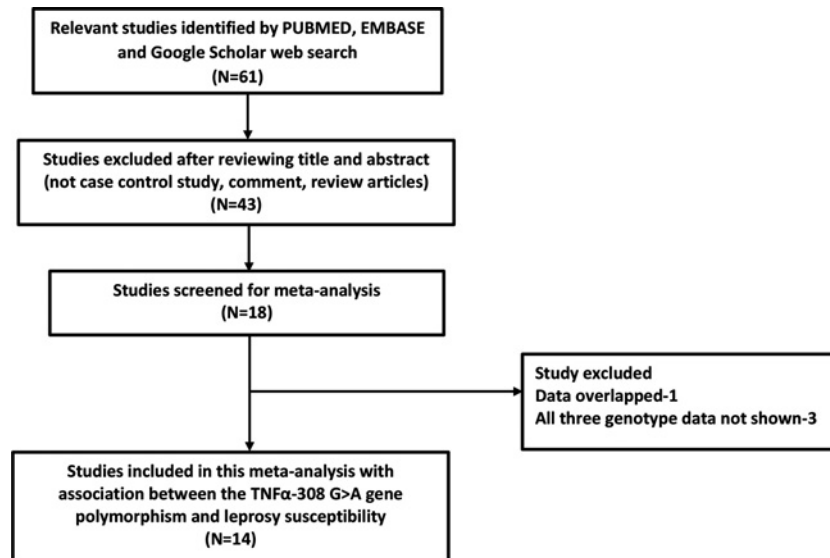 Relevant studies identified by PUBMED, EMBASE
and Google Scholar web search
(N=61)
Studies excluded after reviewing title and abstract
(not case control study, comment, review articles)
(N=43)
Studies screened for meta-analysis
(N=18)
Study excluded
Data overlapped-1
All three genotype data not shown-3
Studies included in this meta-analysis with
association between the TNFα-308 G>A gene
polymorphism and leprosy susceptibility
(N=14)